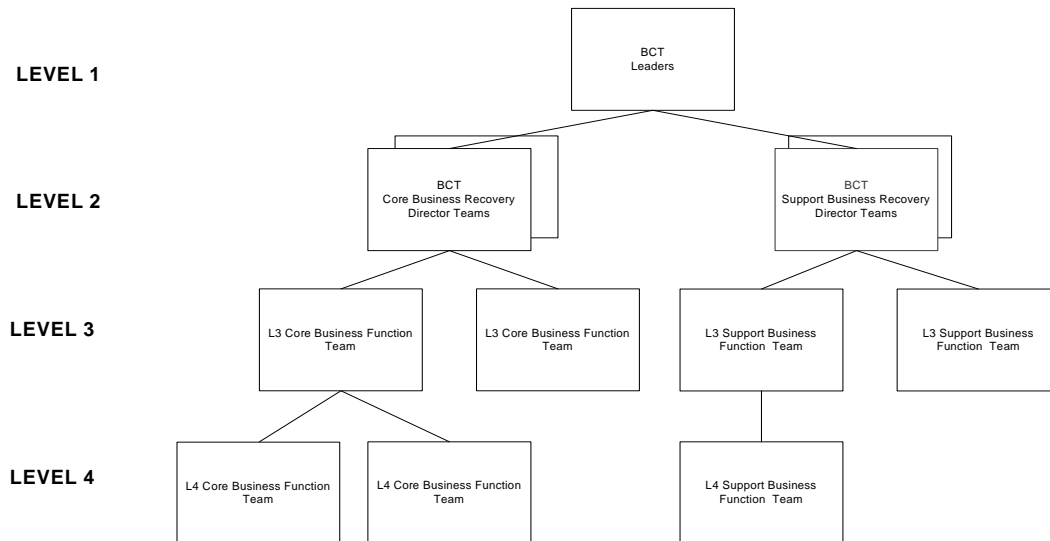 LEVEL 1
BCT
Leaders
LEVEL 2
BCT
Core Business Recovery
Director Teams
BCT
Support Business Recovery
Director Teams
LEVEL 3
L3 Core Business Function
Team
L3 Core Business Function
Team
L3 Support Business
Function Team
L3 Support Business
Function Team
LEVEL 4
L4 Core Business Function
Team
L4 Core Business Function
Team
L4 Support Business
Function Team